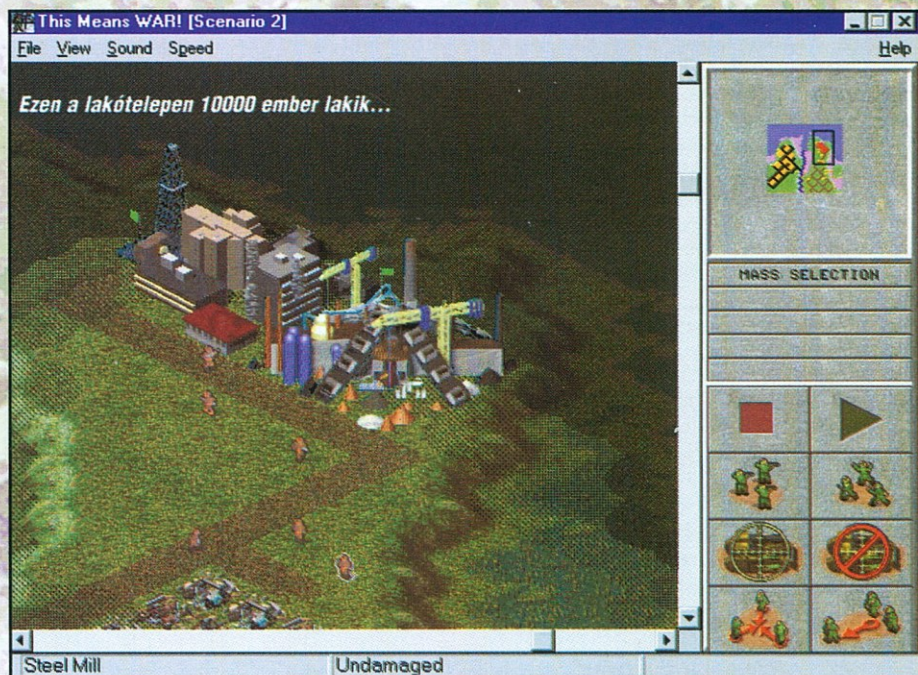 This Means WAR! [Scenario 2]
File View Sound Speed Help
Ezen a lakótelepen 10000 ember lakik...
MASS SELECTION
Steel Mill Undamaged